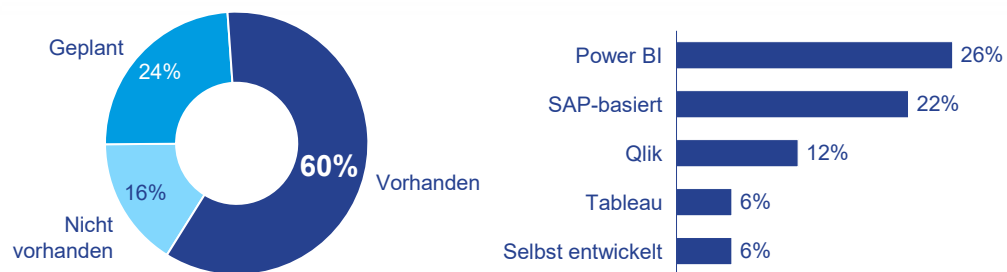 Geplant
24%
60%
Vorhanden
16%
Nicht
vorhanden
Power BI
26%
SAP-basiert
22%
Qlik
12%
Tableau
6%
Selbst entwickelt
6%